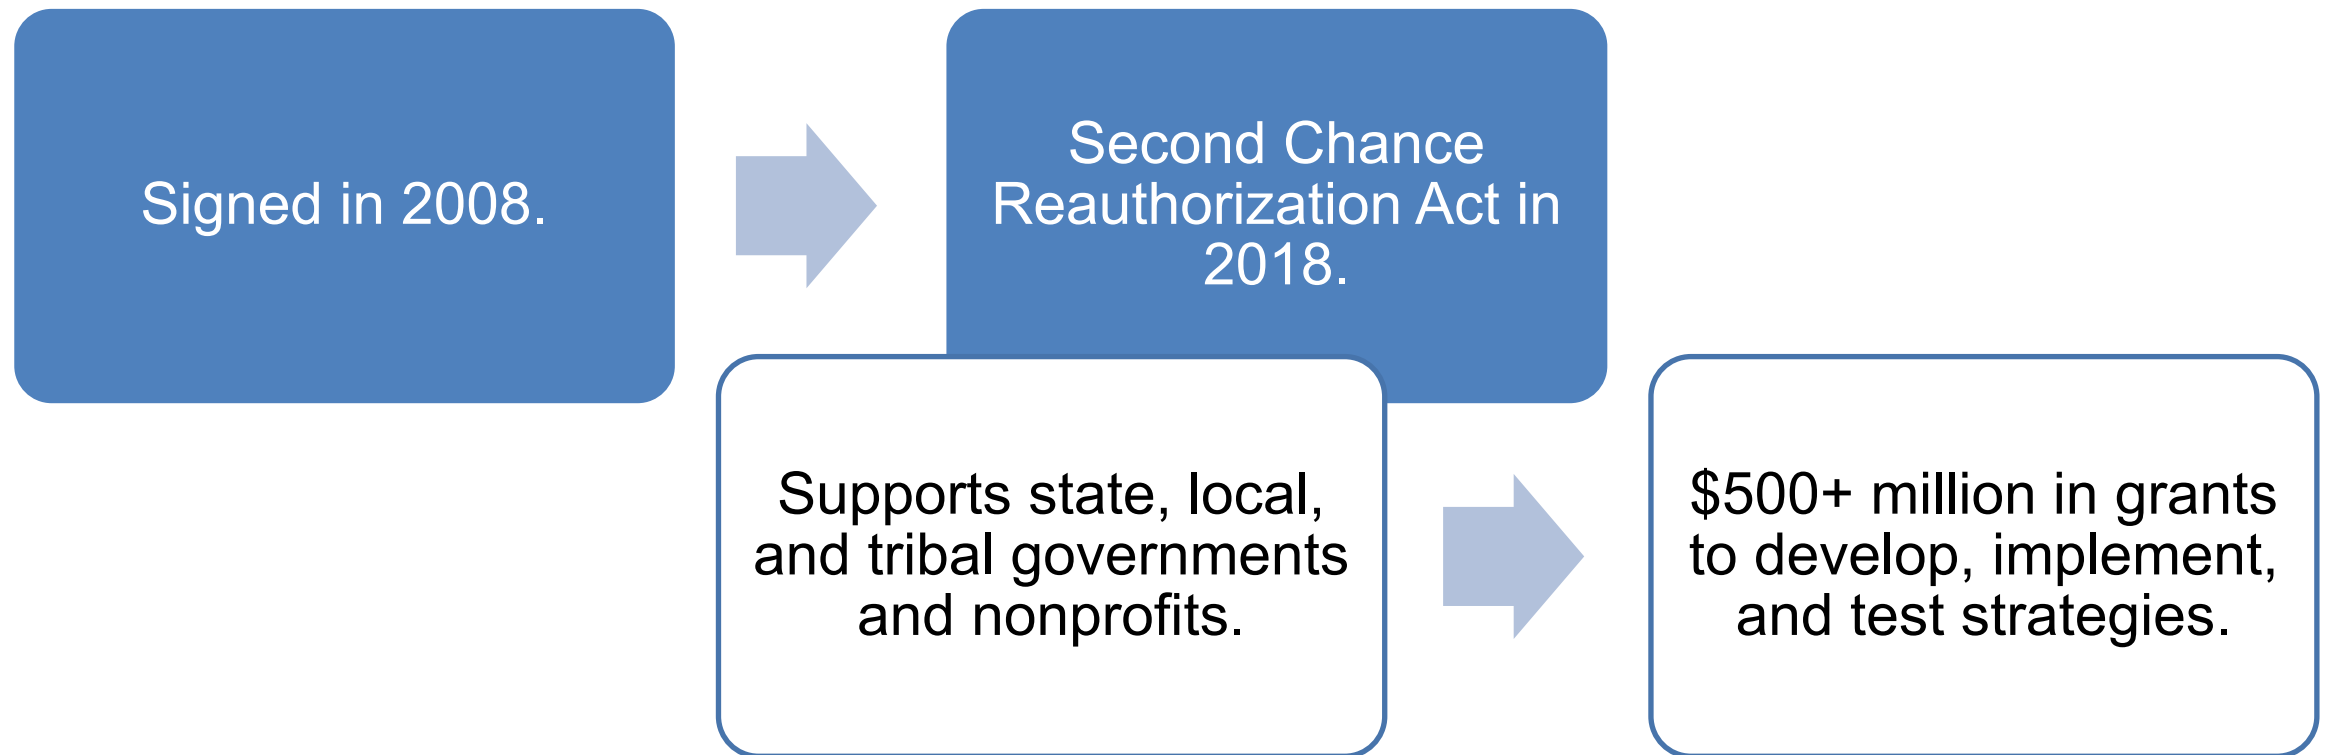 Signed in 2008.
Second Chance
Reauthorization Act in
2018.
Supports state, local,
and tribal governments
and nonprofits.
$500+ million in grants
to develop, implement,
and test strategies.